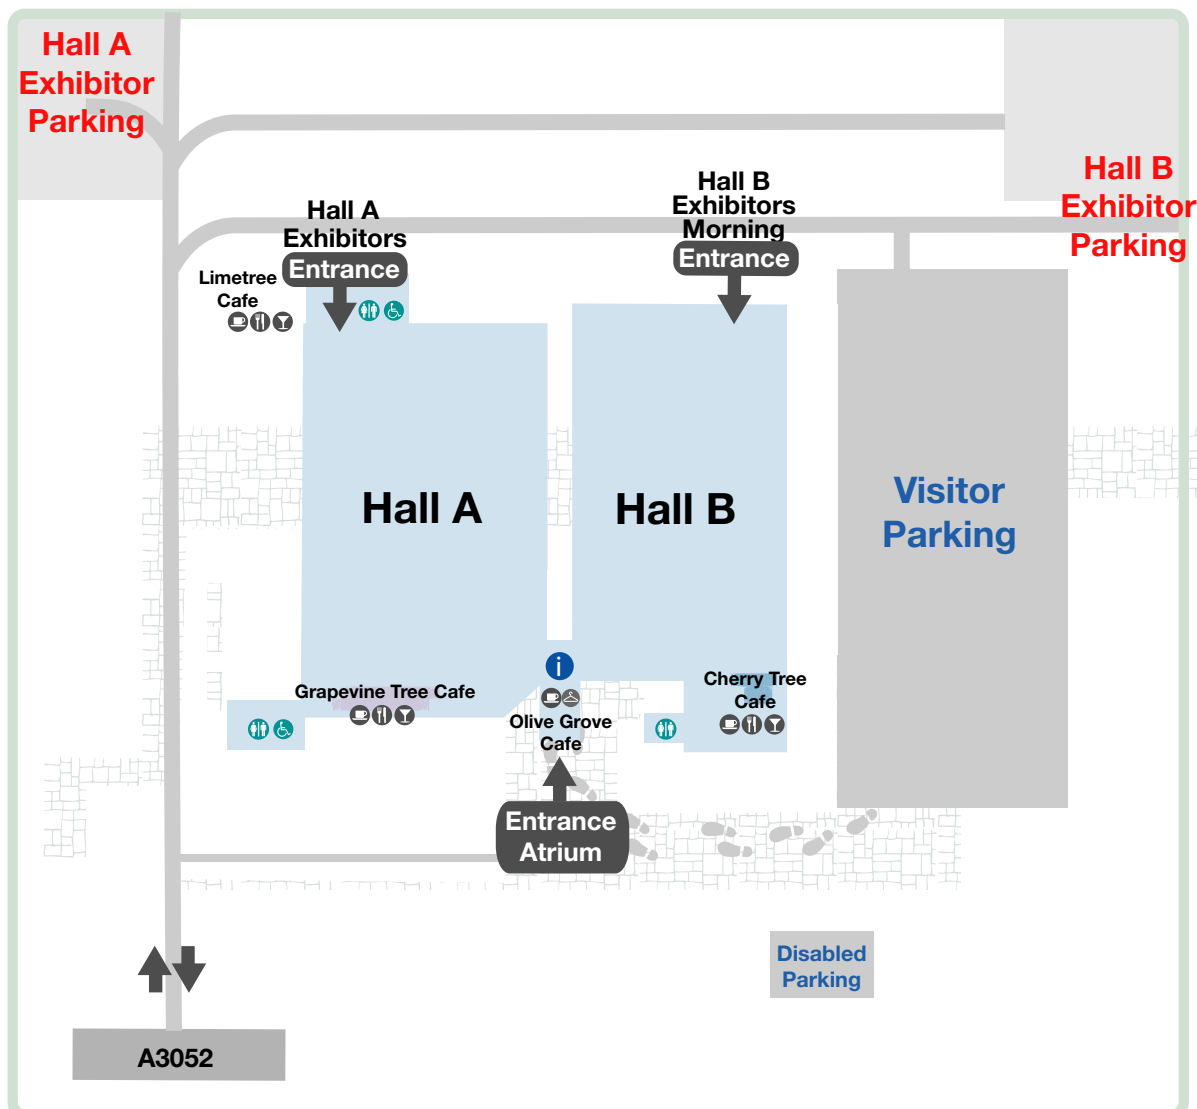 Hall A
Exhibitor
Parking
Hall B
Exhibitor
Parking
Hall A
Exhibitors
Entrance
Hall B
Exhibitors
Morning
Entrance
Limetree
Cafe
Hall A
Hall B
Visitor
Parking
i
Grapevine Tree Cafe
Cherry Tree
Cafe
Olive Grove
Cafe
Entrance
Atrium
Disabled
Parking
A3052